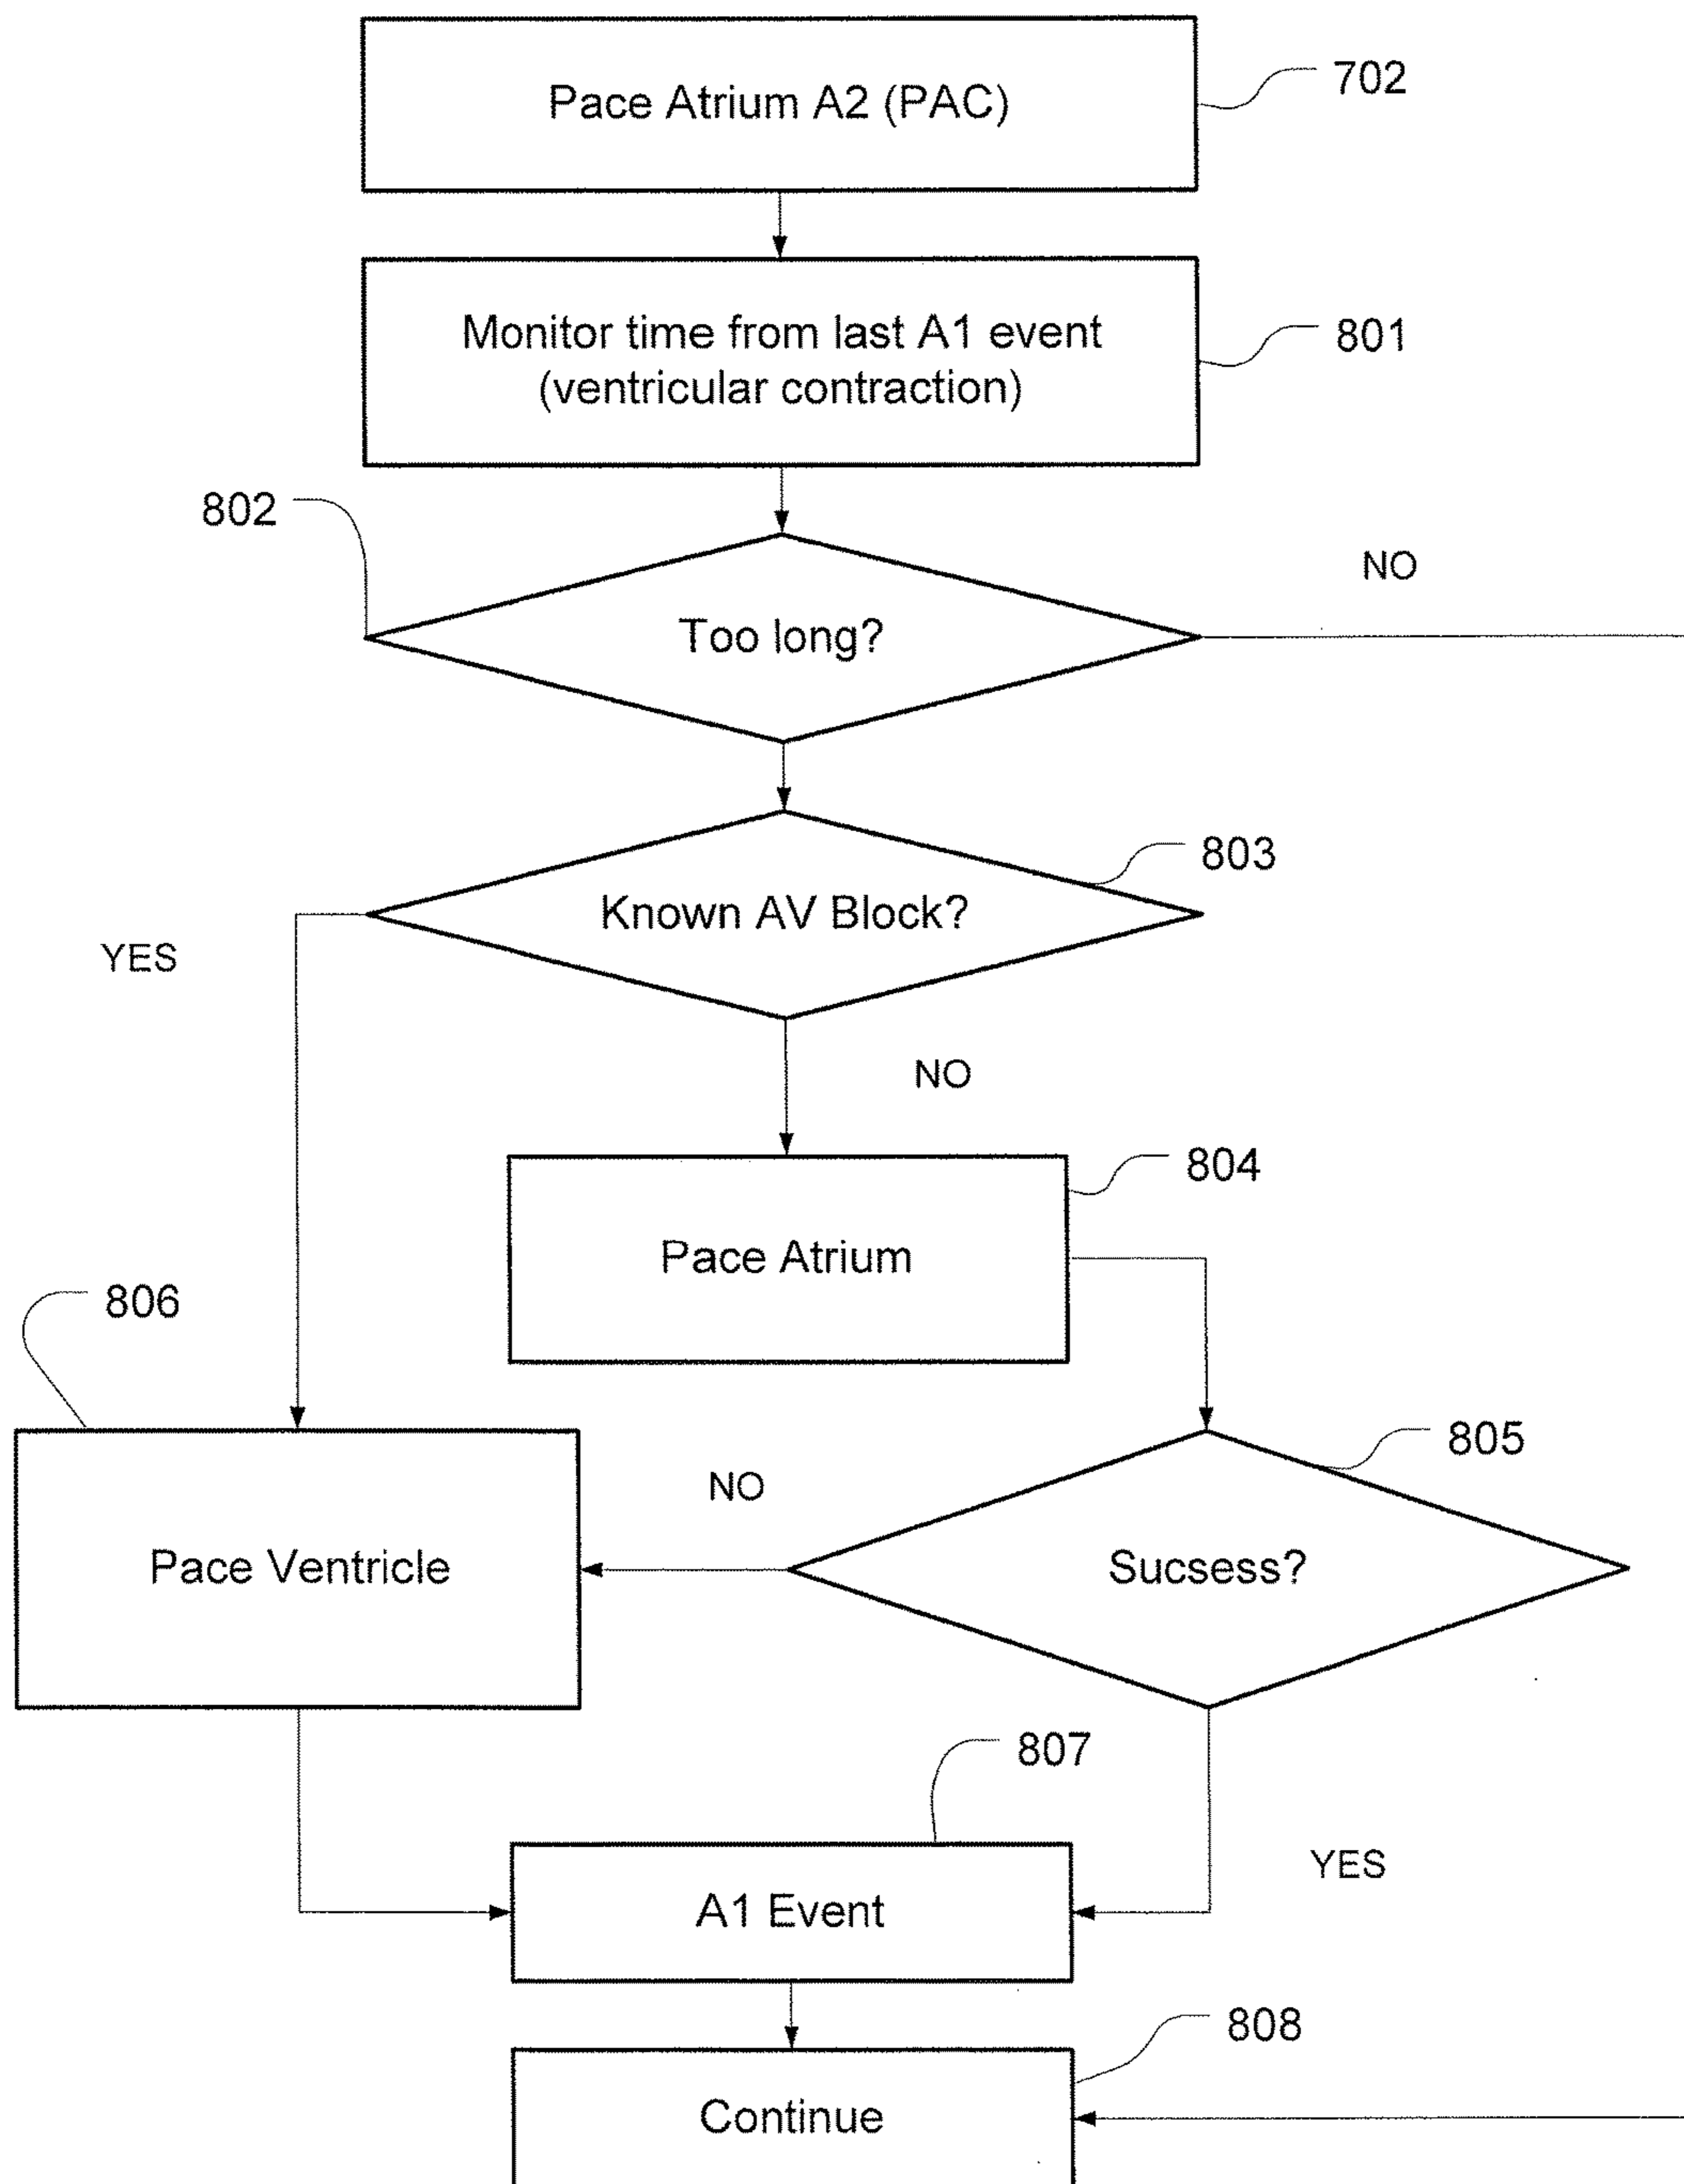 Pace Atrium A2 (PAC)
702
Monitor time from last A1 event
(ventricular contraction)
801
802
NO
Too long?
803
Known AV Block?
YES
NO
804
Pace Atrium
806
805
NO
Pace Ventricle
Sucsess?
807
YES
A1 Event
808
Continue